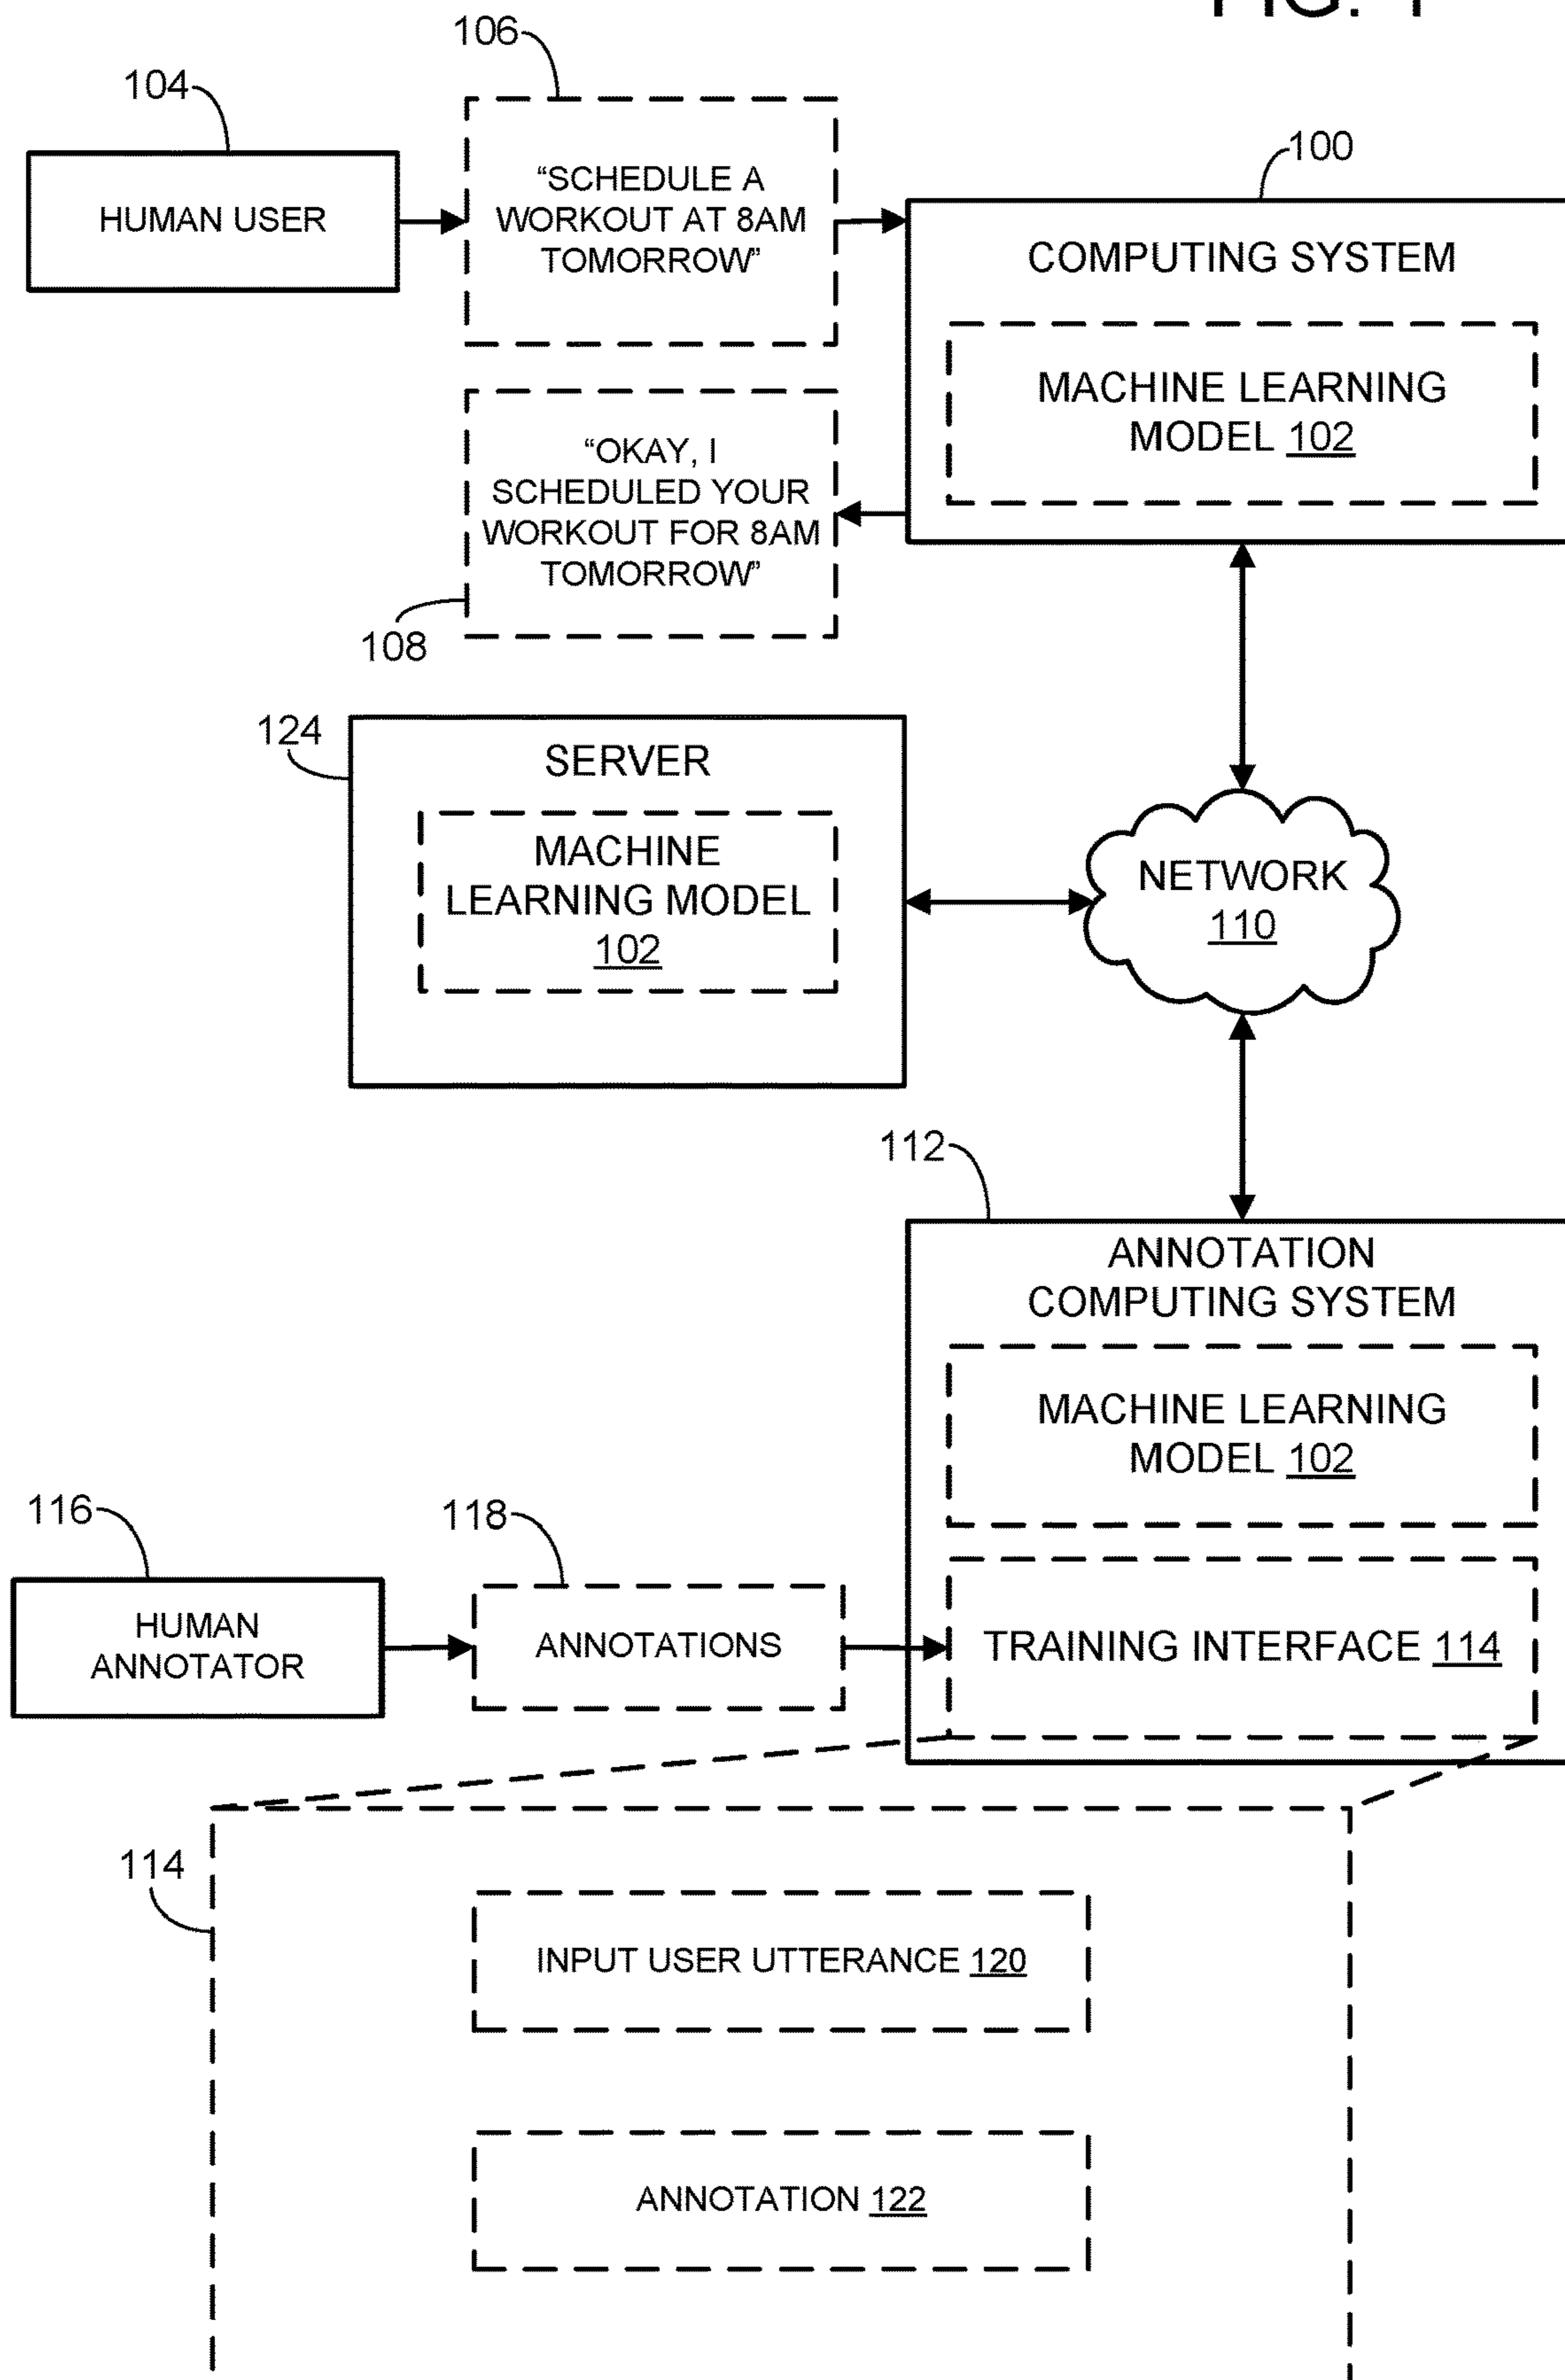 FIG. 1
106
104
100
HUMAN USER
“SCHEDULE A
WORKOUT AT 8AM
TOMORROW”
COMPUTING SYSTEM
MACHINE LEARNING
MODEL 102
“OKAY, I
SCHEDULED YOUR
WORKOUT FOR 8AM
TOMORROW”
108
124
SERVER
MACHINE
LEARNING MODEL
102
NETWORK
110
112
ANNOTATION
COMPUTING SYSTEM
MACHINE LEARNING
MODEL 102
116
118
HUMAN
ANNOTATOR
ANNOTATIONS
TRAINING INTERFACE 114
114
INPUT USER UTTERANCE 120
ANNOTATION 122